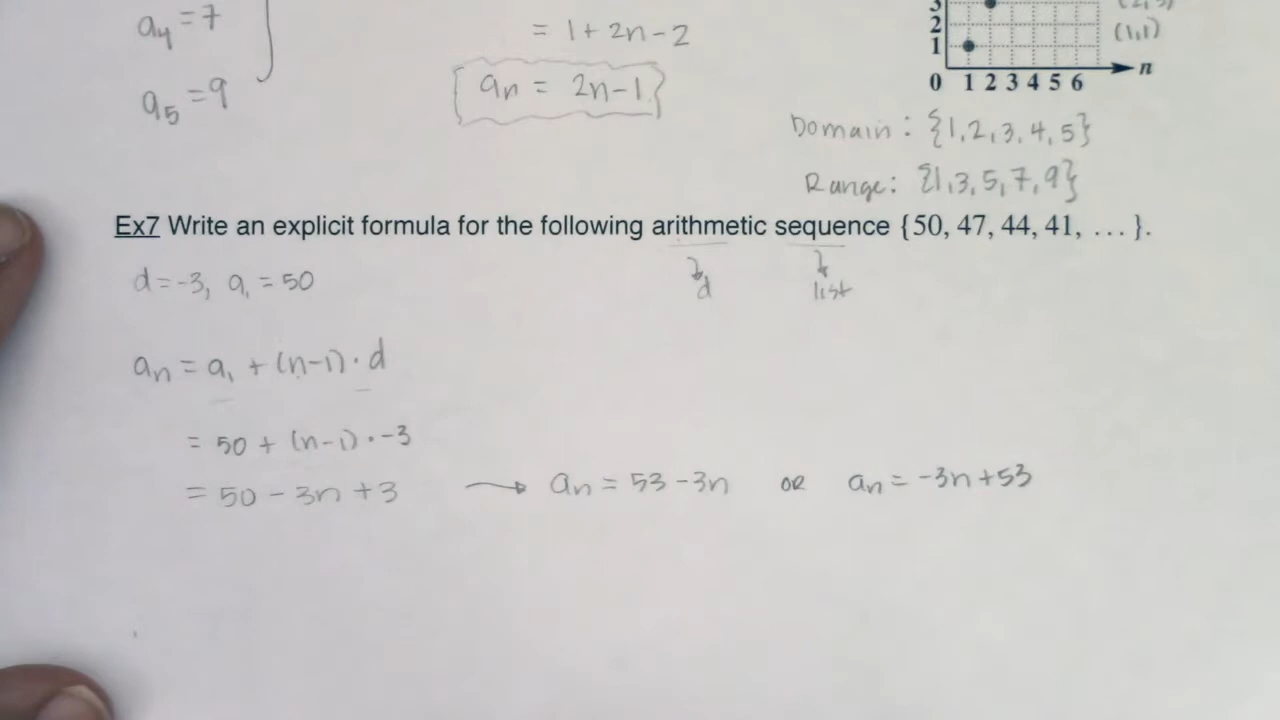 a₄ = 7
a₅ = 9
= 1 + 2n - 2
aₙ = 2n - 1
3
2
1
0 1 2 3 4 5 6 n
(1,1)
Domain: {1,2,3,4,5}
Range: {1,3,5,7,9}
Ex7 Write an explicit formula for the following arithmetic sequence {50, 47, 44, 41, … }.
d = -3, a₁ = 50
d
list
aₙ = a₁ + (n-1) · d
= 50 + (n-1) · -3
= 50 - 3n + 3 → aₙ = 53 - 3n OR aₙ = -3n + 53